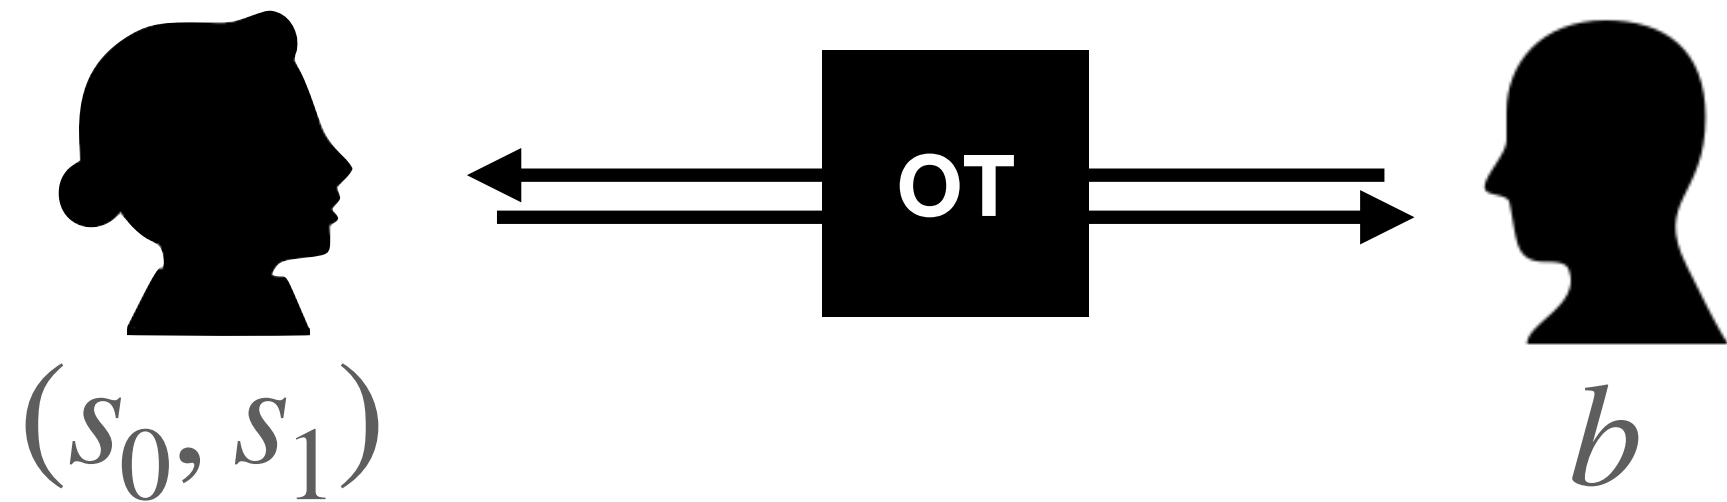 OT
(s₀, s₁)
b